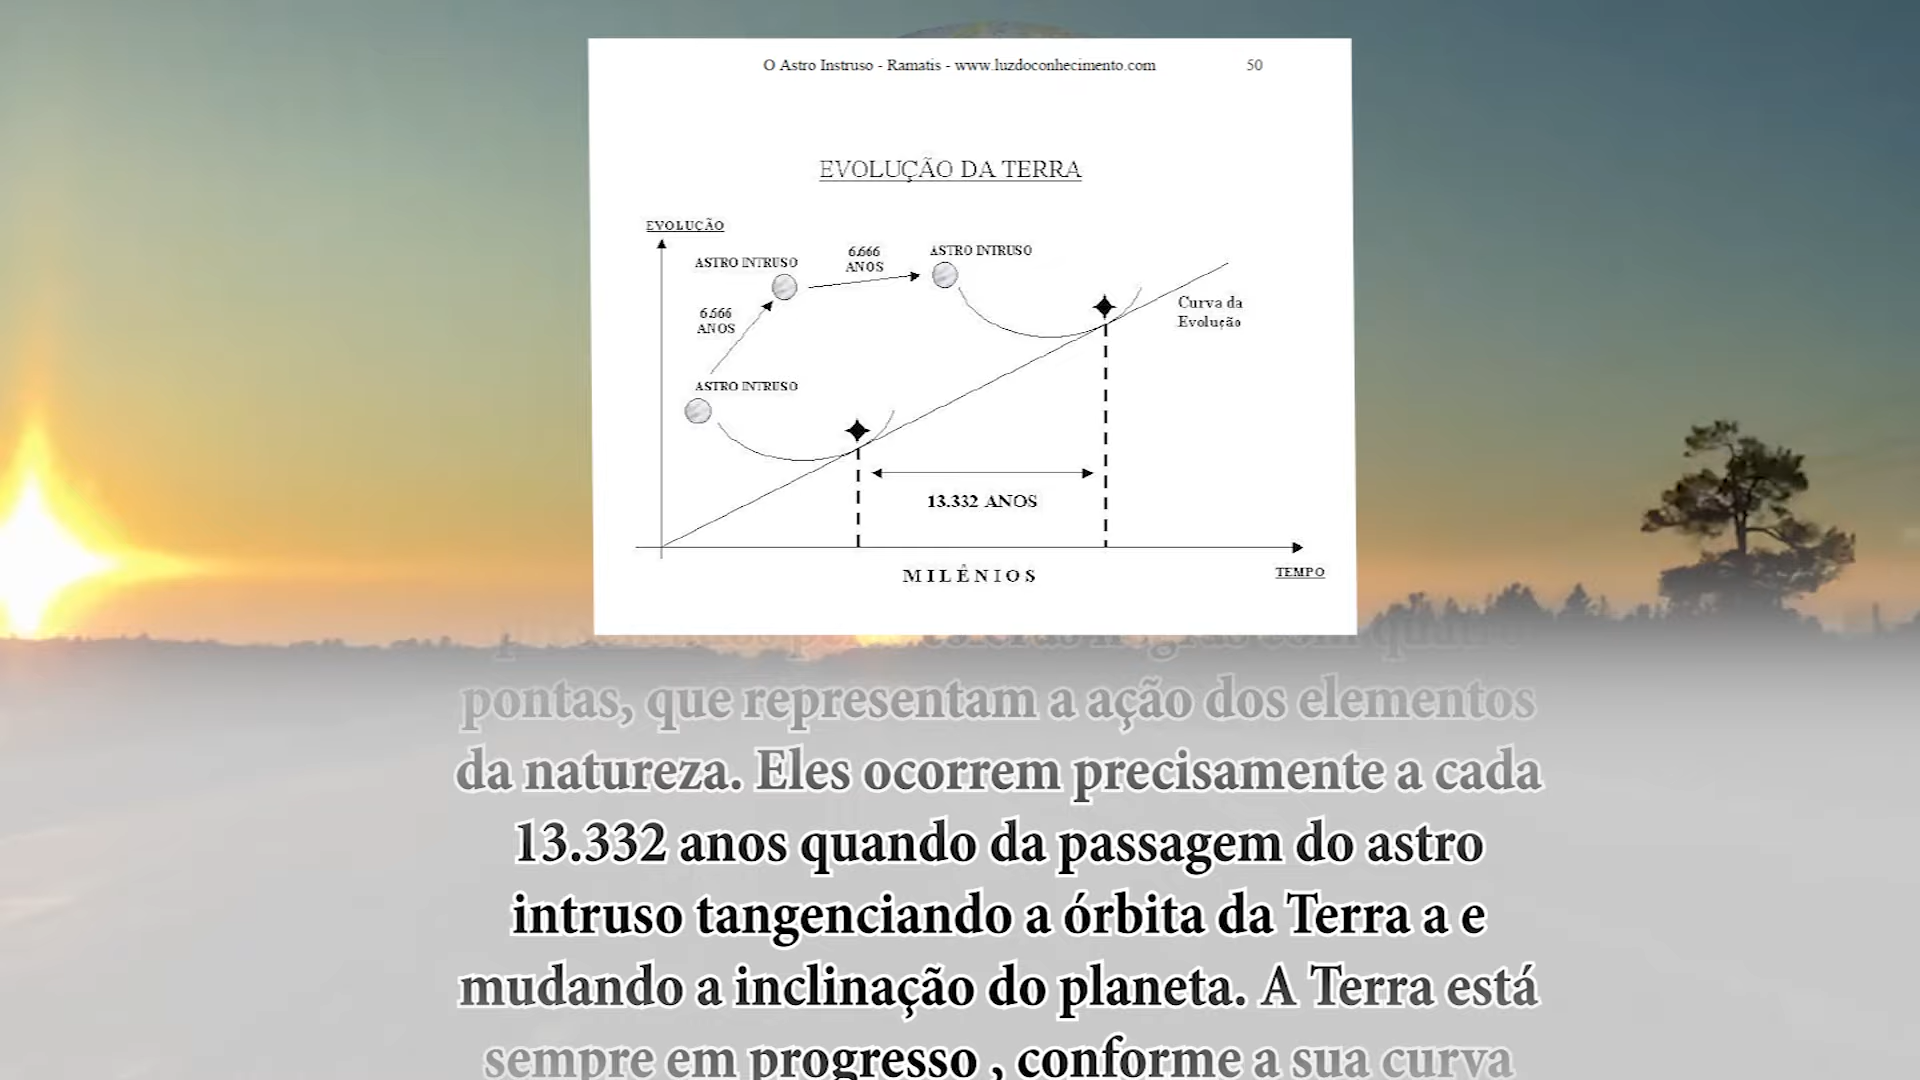 O Astro Instruso - Ramatis - www.luzdoconhecimento.com 50
EVOLUÇÃO DA TERRA
EVOLUCÃO
ASTRO INTRUSO
6.666
ANOS
ASTRO INTRUSO
6.666
ANOS
Curva da
Evolução
ASTRO INTRUSO
13.332 ANOS
MILÊNIOS
TEMPO
pontas, que representam a ação dos elementos
da natureza. Eles ocorrem precisamente a cada
13.332 anos quando da passagem do astro
intruso tangenciando a órbita da Terra a e
mudando a inclinação do planeta. A Terra está
sempre em progresso , conforme a sua curva